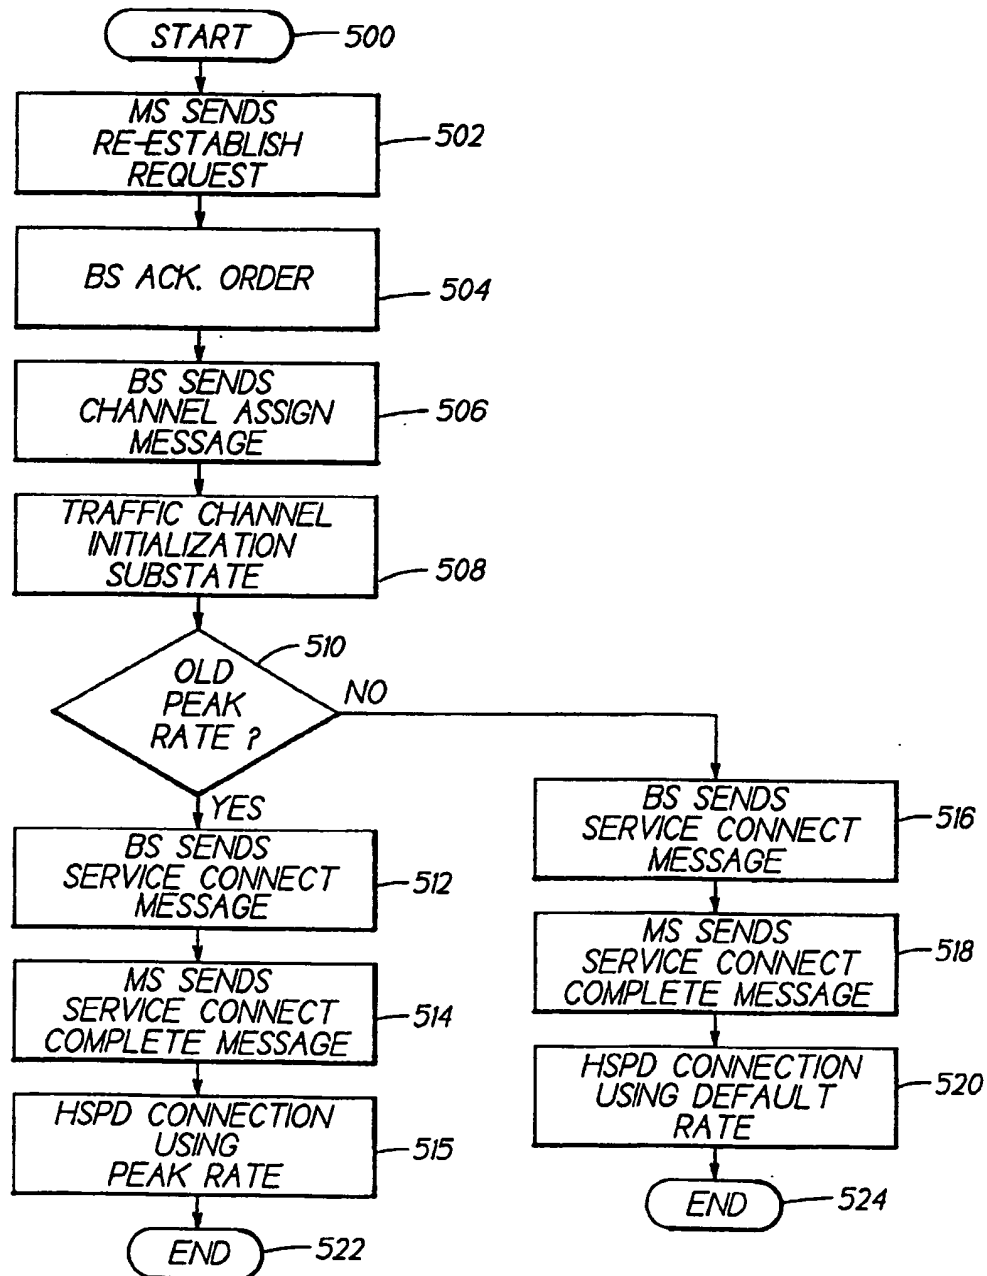 START
500
MS SENDS
RE-ESTABLISH
REQUEST
502
BS ACK. ORDER
504
BS SENDS
CHANNEL ASSIGN
MESSAGE
506
TRAFFIC CHANNEL
INITIALIZATION
SUBSTATE
508
510
OLD
PEAK
RATE ?
NO
YES
BS SENDS
SERVICE CONNECT
MESSAGE
512
MS SENDS
SERVICE CONNECT
COMPLETE MESSAGE
514
HSPD CONNECTION
USING
PEAK RATE
515
END
522
BS SENDS
SERVICE CONNECT
MESSAGE
516
MS SENDS
SERVICE CONNECT
COMPLETE MESSAGE
518
HSPD CONNECTION
USING DEFAULT
RATE
520
END
524